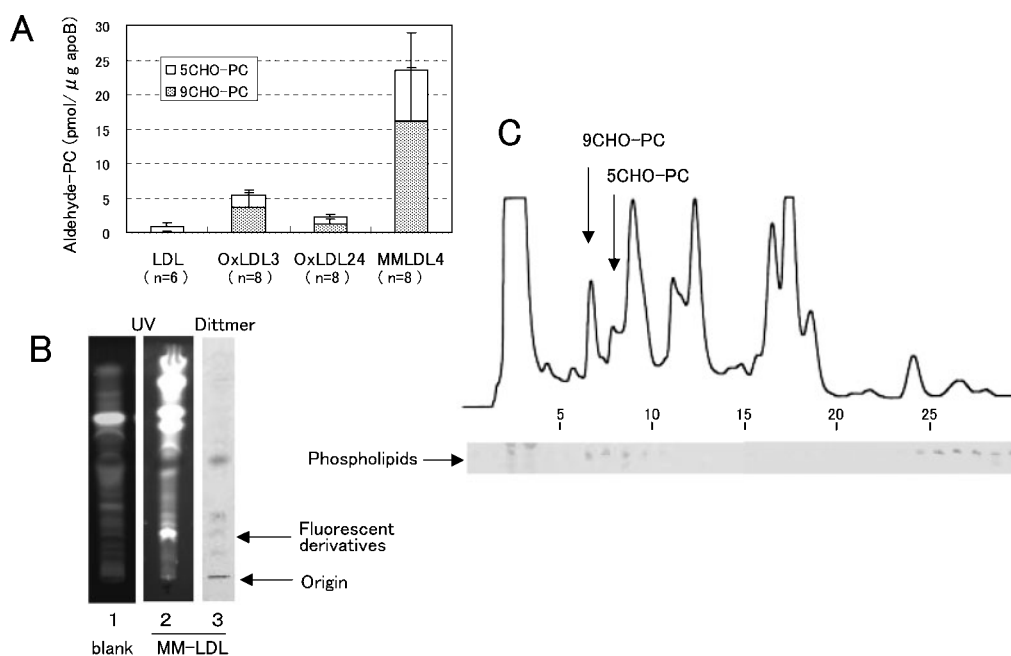 A
Aldehyde-PC (pmol/ μg apoB)
30
25
20
15
10
5
0
5CHO-PC
9CHO-PC
LDL
(n=6)
OxLDL3
(n=8)
OxLDL24
(n=8)
MMLDL4
(n=8)
B
UV
Dittmer
Fluorescent
derivatives
Origin
1
2
3
blank
MM-LDL
C
9CHO-PC
5CHO-PC
5
10
15
20
25
Phospholipids